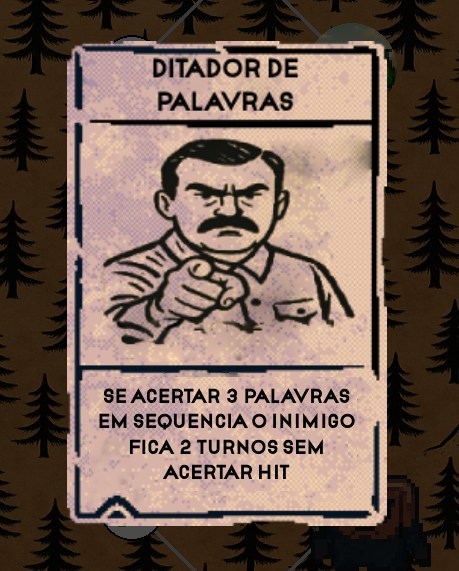 DITADOR DE
PALAVRAS
SE ACERTAR 3 PALAVRAS
EM SEQUENCIA O INIMIGO
FICA 2 TURNOS SEM
ACERTAR HIT